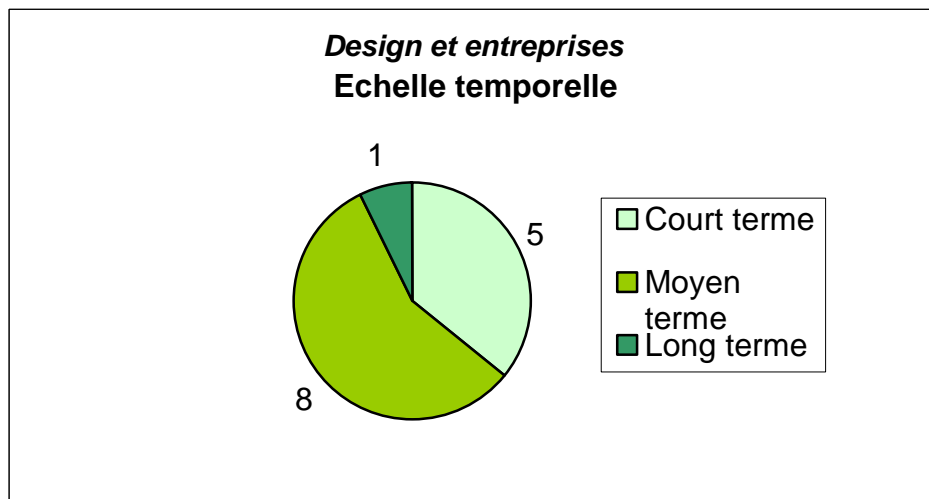 Design et entreprises
Echelle temporelle
1
5
8
Court terme
Moyen
terme
Long terme